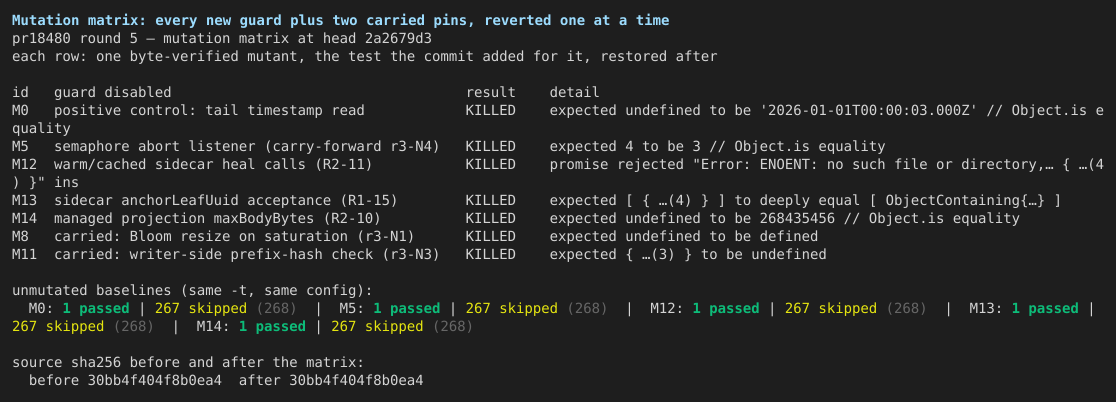 Mutation matrix: every new guard plus two carried pins, reverted one at a time
pr18480 round 5 — mutation matrix at head 2a2679d3
each row: one byte-verified mutant, the test the commit added for it, restored after
id   guard disabled                                   result    detail
M0   positive control: tail timestamp read            KILLED    expected undefined to be '2026-01-01T00:00:03.000Z' // Object.is e
quality
M5   semaphore abort listener (carry-forward r3-N4)   KILLED    expected 4 to be 3 // Object.is equality
M12  warm/cached sidecar heal calls (R2-11)           KILLED    promise rejected "Error: ENOENT: no such file or directory,… { …(4
) }" ins
M13  sidecar anchorLeafUuid acceptance (R1-15)        KILLED    expected [ { …(4) } ] to deeply equal [ ObjectContaining{…} ]
M14  managed projection maxBodyBytes (R2-10)          KILLED    expected undefined to be 268435456 // Object.is equality
M8   carried: Bloom resize on saturation (r3-N1)      KILLED    expected undefined to be defined
M11  carried: writer-side prefix-hash check (r3-N3)   KILLED    expected { …(3) } to be undefined
unmutated baselines (same -t, same config):
  M0: 1 passed | 267 skipped (268)  |  M5: 1 passed | 267 skipped (268)  |  M12: 1 passed | 267 skipped (268)  |  M13: 1 passed |
267 skipped (268)  |  M14: 1 passed | 267 skipped (268)
source sha256 before and after the matrix:
  before 30bb4f404f8b0ea4  after 30bb4f404f8b0ea4